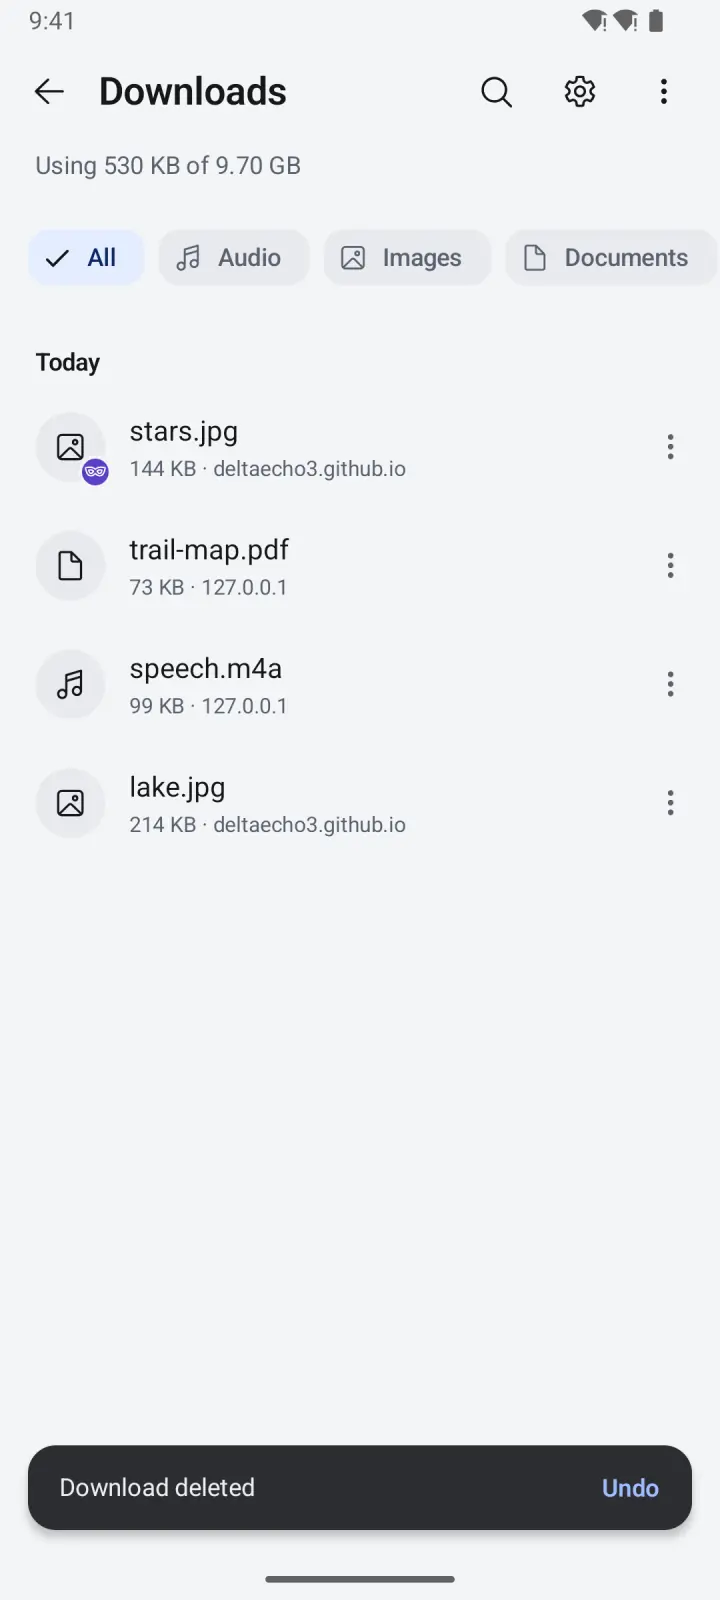 9:41
Downloads
Using 530 KB of 9.70 GB
All
Audio
Images
Documents
Today
stars.jpg
144 KB · deltaecho3.github.io
trail-map.pdf
73 KB · 127.0.0.1
speech.m4a
99 KB · 127.0.0.1
lake.jpg
214 KB · deltaecho3.github.io
Download deleted
Undo